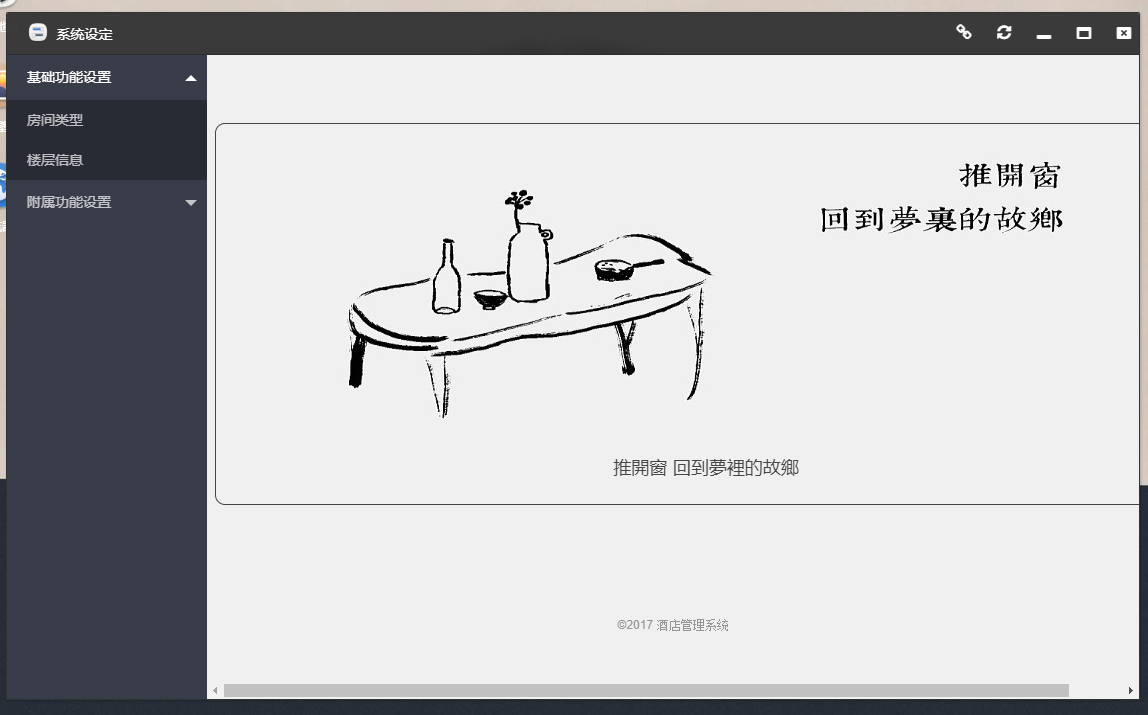 系统设定
基础功能设置
房间类型
楼层信息
附属功能设置
推開窗
回到夢裏的故鄉
推開窗 回到夢裡的故鄉
©2017 酒店管理系统